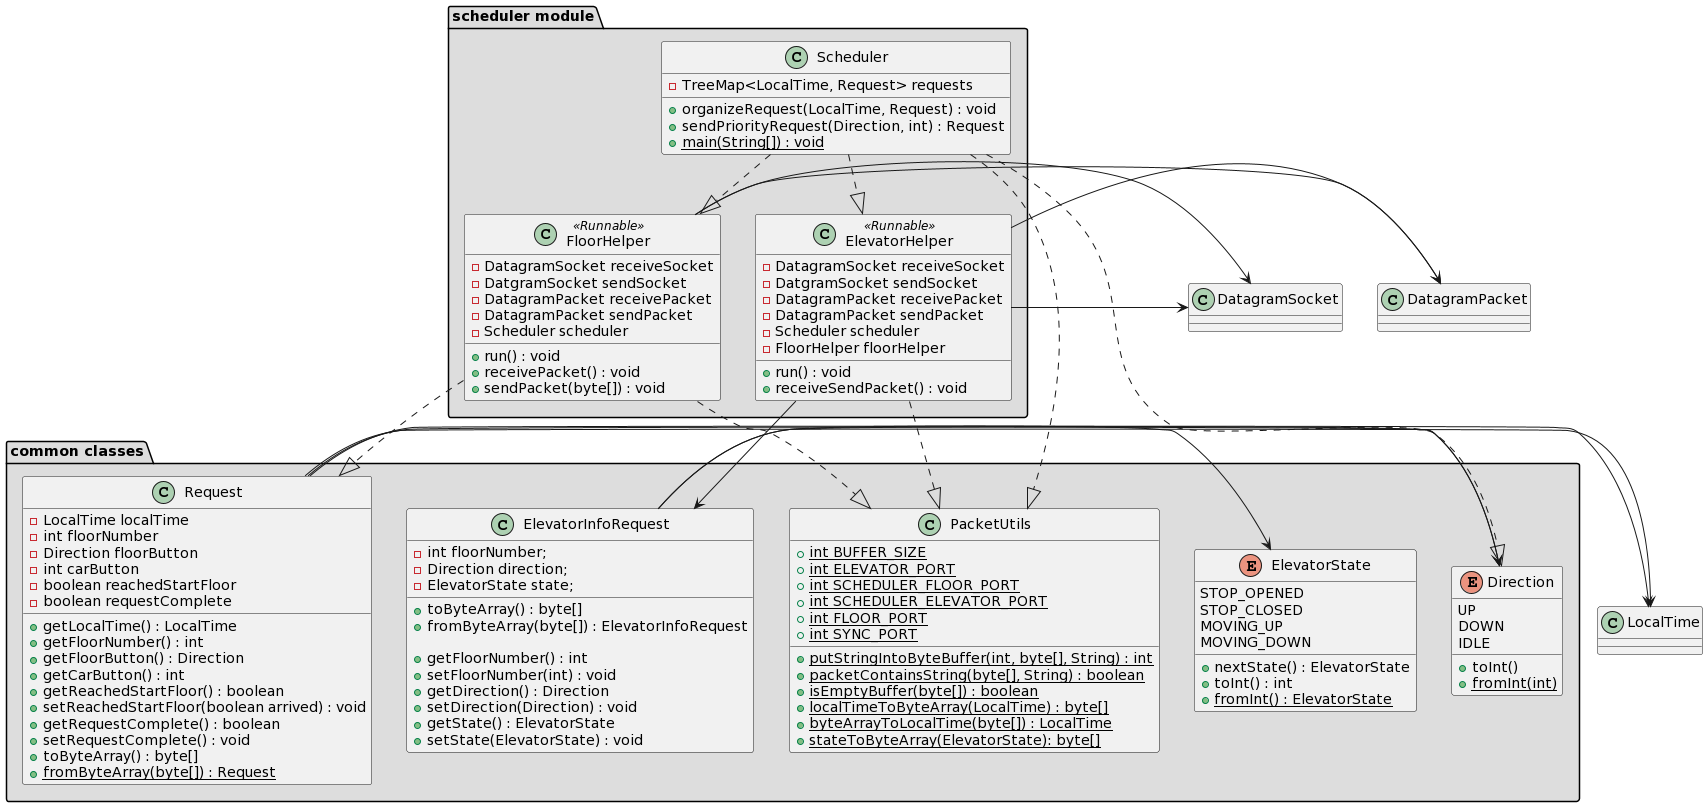 scheduler module
C Scheduler
TreeMap<LocalTime, Request> requests
organizeRequest(LocalTime, Request) : void
sendPriorityRequest(Direction, int) : Request
main(String[]) : void
C «Runnable»
FloorHelper
DatagramSocket receiveSocket
DatgramSocket sendSocket
DatagramPacket receivePacket
DatagramPacket sendPacket
Scheduler scheduler
run() : void
receivePacket() : void
sendPacket(byte[]) : void
C «Runnable»
ElevatorHelper
DatagramSocket receiveSocket
DatgramSocket sendSocket
DatagramPacket receivePacket
DatagramPacket sendPacket
Scheduler scheduler
FloorHelper floorHelper
run() : void
receiveSendPacket() : void
C DatagramSocket
C DatagramPacket
common classes
C Request
LocalTime localTime
int floorNumber
Direction floorButton
int carButton
boolean reachedStartFloor
boolean requestComplete
getLocalTime() : LocalTime
getFloorNumber() : int
getFloorButton() : Direction
getCarButton() : int
getReachedStartFloor() : boolean
setReachedStartFloor(boolean arrived) : void
getRequestComplete() : boolean
setRequestComplete() : void
toByteArray() : byte[]
fromByteArray(byte[]) : Request
C ElevatorInfoRequest
int floorNumber;
Direction direction;
ElevatorState state;
toByteArray() : byte[]
fromByteArray(byte[]) : ElevatorInfoRequest
getFloorNumber() : int
setFloorNumber(int) : void
getDirection() : Direction
setDirection(Direction) : void
getState() : ElevatorState
setState(ElevatorState) : void
C PacketUtils
int BUFFER_SIZE
int ELEVATOR_PORT
int SCHEDULER_FLOOR_PORT
int SCHEDULER_ELEVATOR_PORT
int FLOOR_PORT
int SYNC_PORT
putStringIntoByteBuffer(int, byte[], String) : int
packetContainsString(byte[], String) : boolean
isEmptyBuffer(byte[]) : boolean
localTimeToByteArray(LocalTime) : byte[]
byteArrayToLocalTime(byte[]) : LocalTime
stateToByteArray(ElevatorState): byte[]
E ElevatorState
STOP_OPENED
STOP_CLOSED
MOVING_UP
MOVING_DOWN
nextState() : ElevatorState
toInt() : int
fromInt() : ElevatorState
E Direction
UP
DOWN
IDLE
toInt()
fromInt(int)
C LocalTime